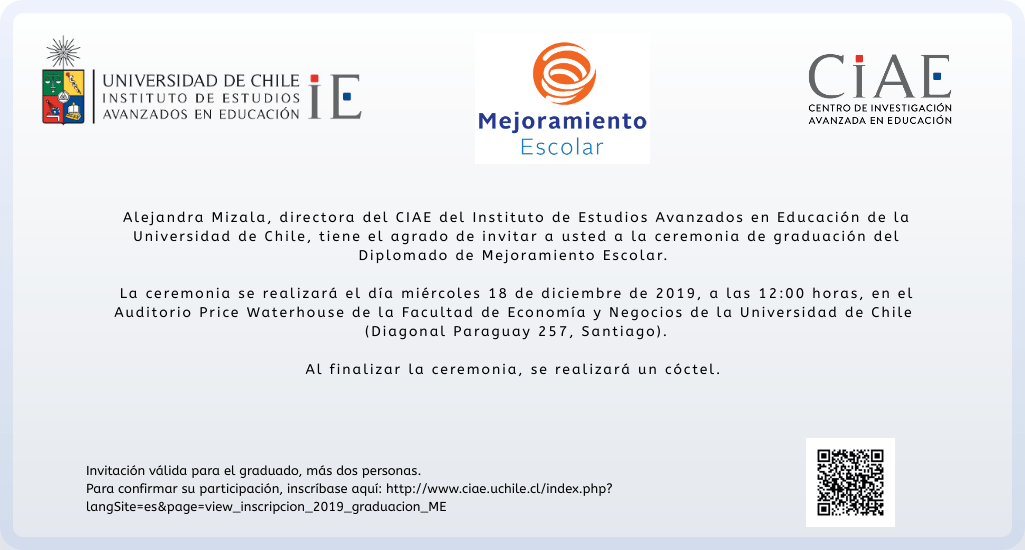 UNIVERSIDAD DE CHILE
INSTITUTO DE ESTUDIOS
AVANZADOS EN EDUCACIÓN
iE
Mejoramiento
Escolar
CiAE
CENTRO DE INVESTIGACIÓN
AVANZADA EN EDUCACIÓN
Alejandra Mizala, directora del CIAE del Instituto de Estudios Avanzados en Educación de la
Universidad de Chile, tiene el agrado de invitar a usted a la ceremonia de graduación del
Diplomado de Mejoramiento Escolar.
La ceremonia se realizará el día miércoles 18 de diciembre de 2019, a las 12:00 horas, en el
Auditorio Price Waterhouse de la Facultad de Economía y Negocios de la Universidad de Chile
(Diagonal Paraguay 257, Santiago).
Al finalizar la ceremonia, se realizará un cóctel.
Invitación válida para el graduado, más dos personas.
Para confirmar su participación, inscríbase aquí: http://www.ciae.uchile.cl/index.php?
langSite=es&page=view_inscripcion_2019_graduacion_ME